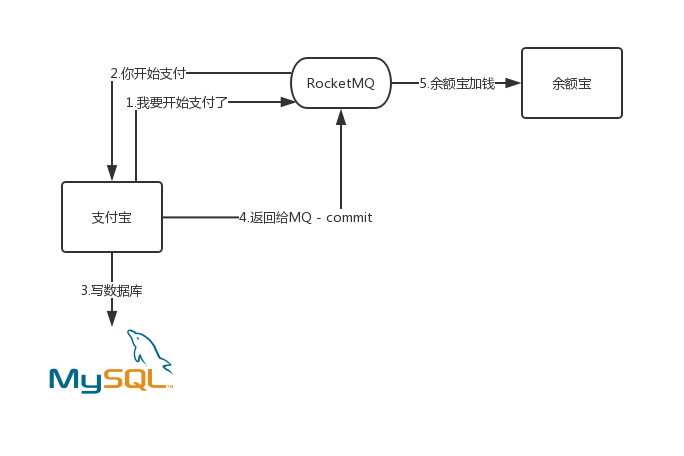 2.你开始支付
RocketMQ
5.余额宝加钱
余额宝
1.我要开始支付了
支付宝
4.返回给MQ - commit
3.写数据库
MySQL™